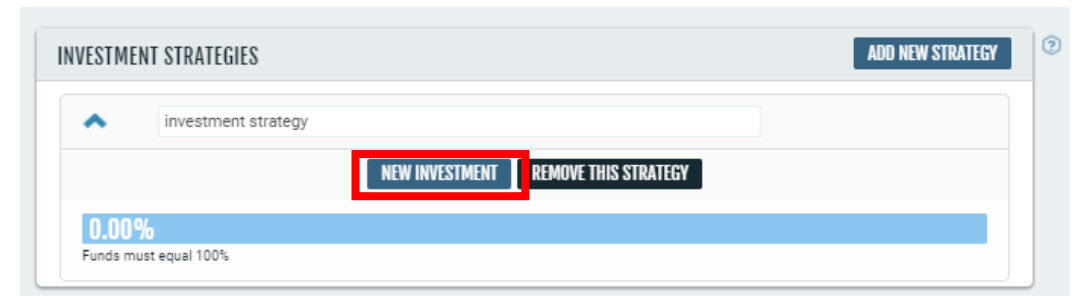 INVESTMENT STRATEGIES ADD NEW STRATEGY ?
investment strategy
NEW INVESTMENT REMOVE THIS STRATEGY
0.00%
Funds must equal 100%